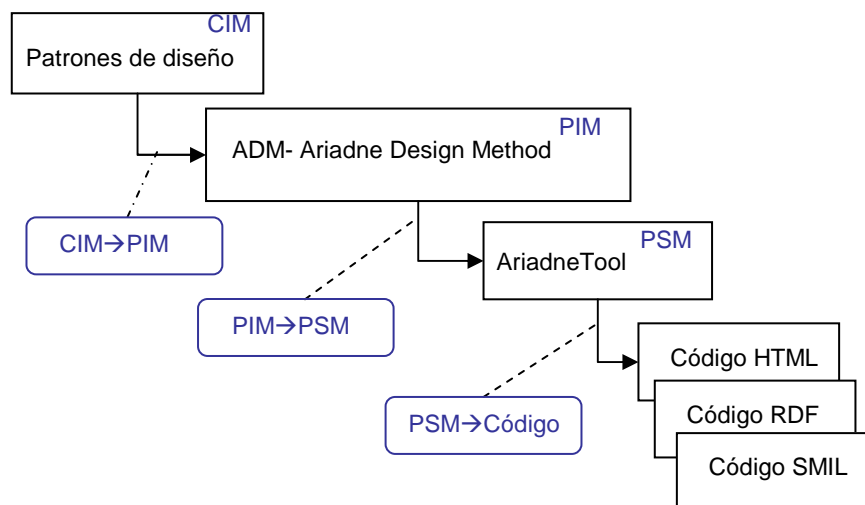 CIM
Patrones de diseño
PIM
ADM- Ariadne Design Method
CIM→PIM
PSM
AriadneTool
PIM→PSM
Código HTML
PSM→Código
Código RDF
Código SMIL